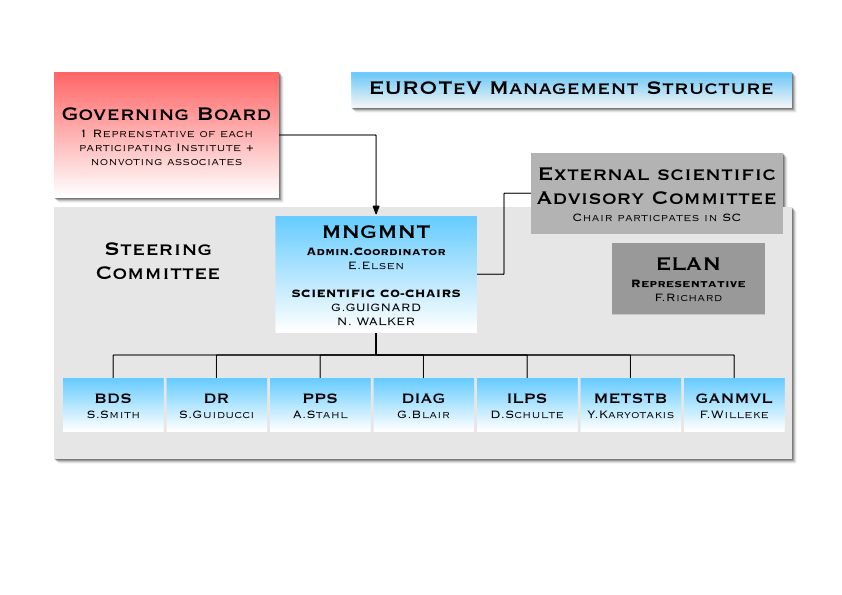 EUROTeV Management Structure
Governing Board
1 Reprenstative of each
participating Institute +
nonvoting associates
External scientific
Advisory Committee
Chair particpates in SC
Steering
Committee
MNGMNT
Admin.Coordinator
E.Elsen
scientific co-chairs
G.Guignard
N. Walker
ELAN
Representative
F.Richard
BDS
S.Smith
DR
S.Guiducci
PPS
A.Stahl
DIAG
G.Blair
ILPS
D.Schulte
METSTB
Y.Karyotakis
GANMVL
F.Willeke